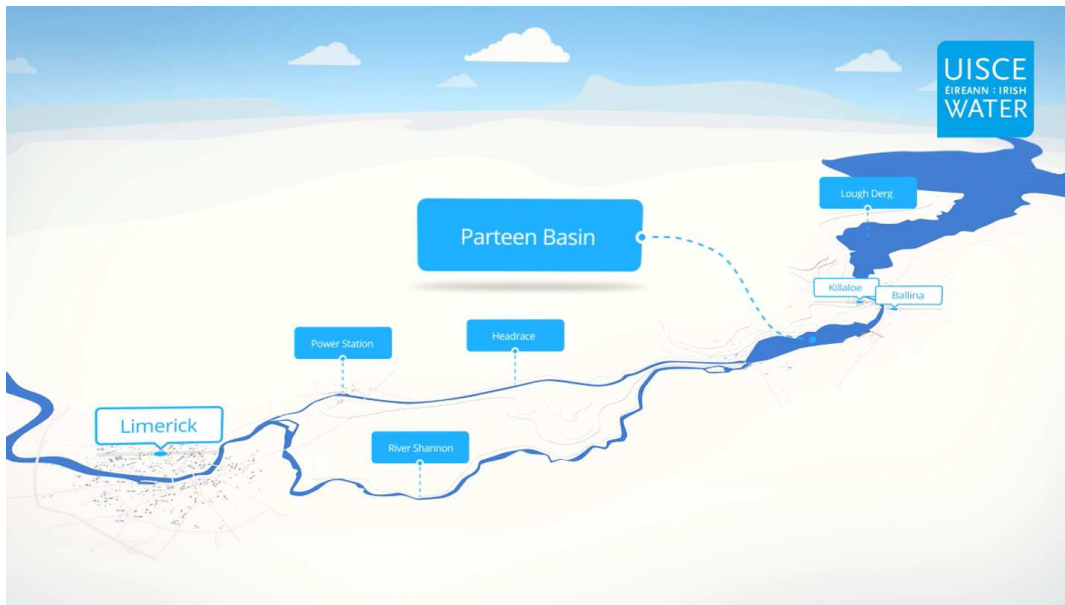 UISCE
ÉIREANN : IRISH
WATER
Lough Derg
Parteen Basin
Killaloe
Ballina
Headrace
Power Station
Limerick
River Shannon